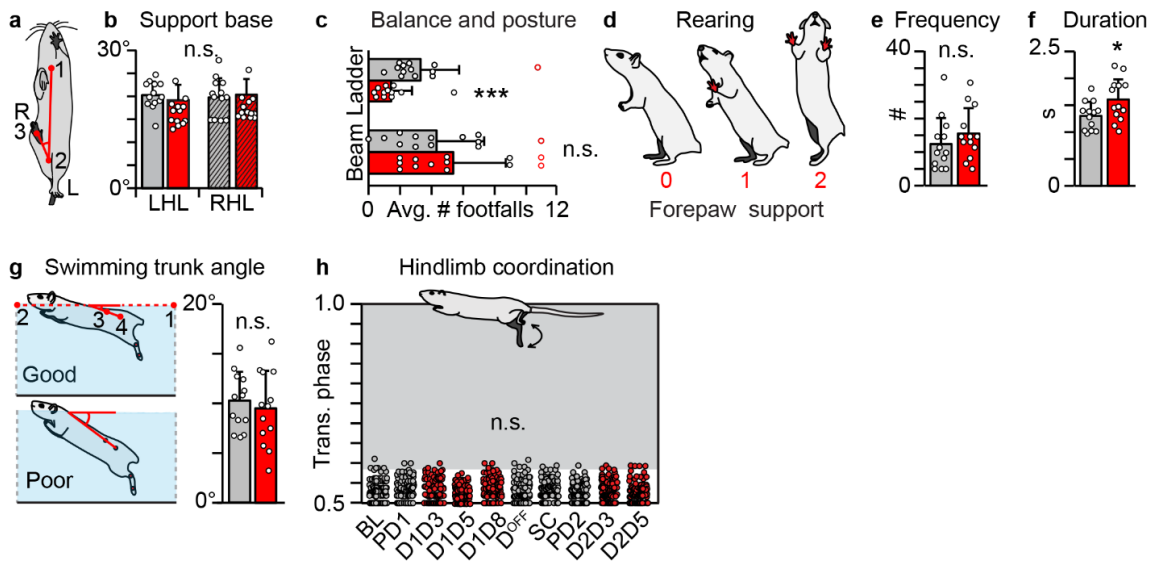 a
R
3
1
2
L
b Support base
n.s.
30°
0°
LHL RHL
c Balance and posture
Beam Ladder
***
n.s.
0 Avg. # footfalls 12
d Rearing
0 1 2
Forepaw support
e Frequency
n.s.
40
#
0
f Duration
*
2.5
s
0
g Swimming trunk angle
2 3 4 1
Good
Poor
20°
n.s.
0°
h Hindlimb coordination
1.0
Trans. phase
n.s.
0.5
BL PD1 D1D3 D1D5 D1D8 DOFF SC PD2 D2D3 D2D5